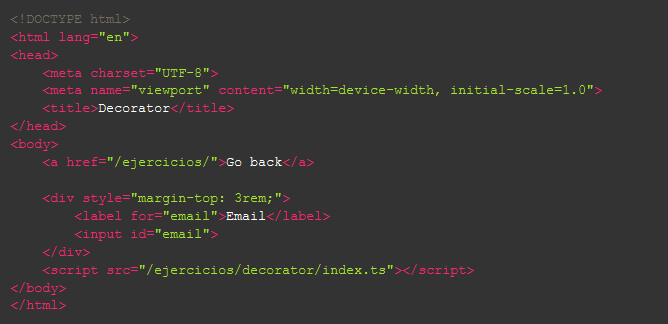 <!DOCTYPE html>
<html lang="en">
<head>
    <meta charset="UTF-8">
    <meta name="viewport" content="width=device-width, initial-scale=1.0">
    <title>Decorator</title>
</head>
<body>
    <a href="/ejercicios/">Go back</a>

    <div style="margin-top: 3rem;">
        <label for="email">Email</label>
        <input id="email">
    </div>
    <script src="/ejercicios/decorator/index.ts"></script>
</body>
</html>